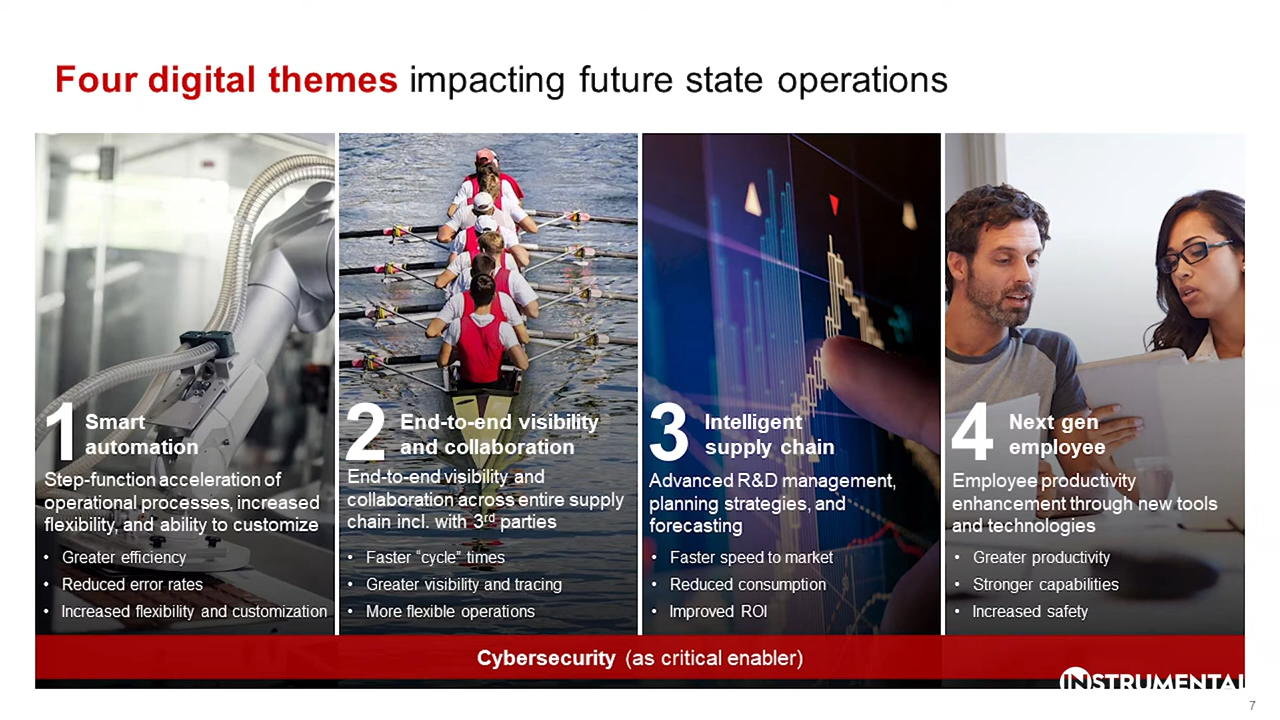 Four digital themes impacting future state operations
1
Smart
automation
Step-function acceleration of
operational processes, increased
flexibility, and ability to customize
• Greater efficiency
• Reduced error rates
• Increased flexibility and customization
2
End-to-end visibility
and collaboration
End-to-end visibility and
collaboration across entire supply
chain incl. with 3rd parties
• Faster “cycle” times
• Greater visibility and tracing
• More flexible operations
3
Intelligent
supply chain
Advanced R&D management,
planning strategies, and
forecasting
• Faster speed to market
• Reduced consumption
• Improved ROI
4
Next gen
employee
Employee productivity
enhancement through new tools
and technologies
• Greater productivity
• Stronger capabilities
• Increased safety
Cybersecurity (as critical enabler)
INSTRUMENTAL
7